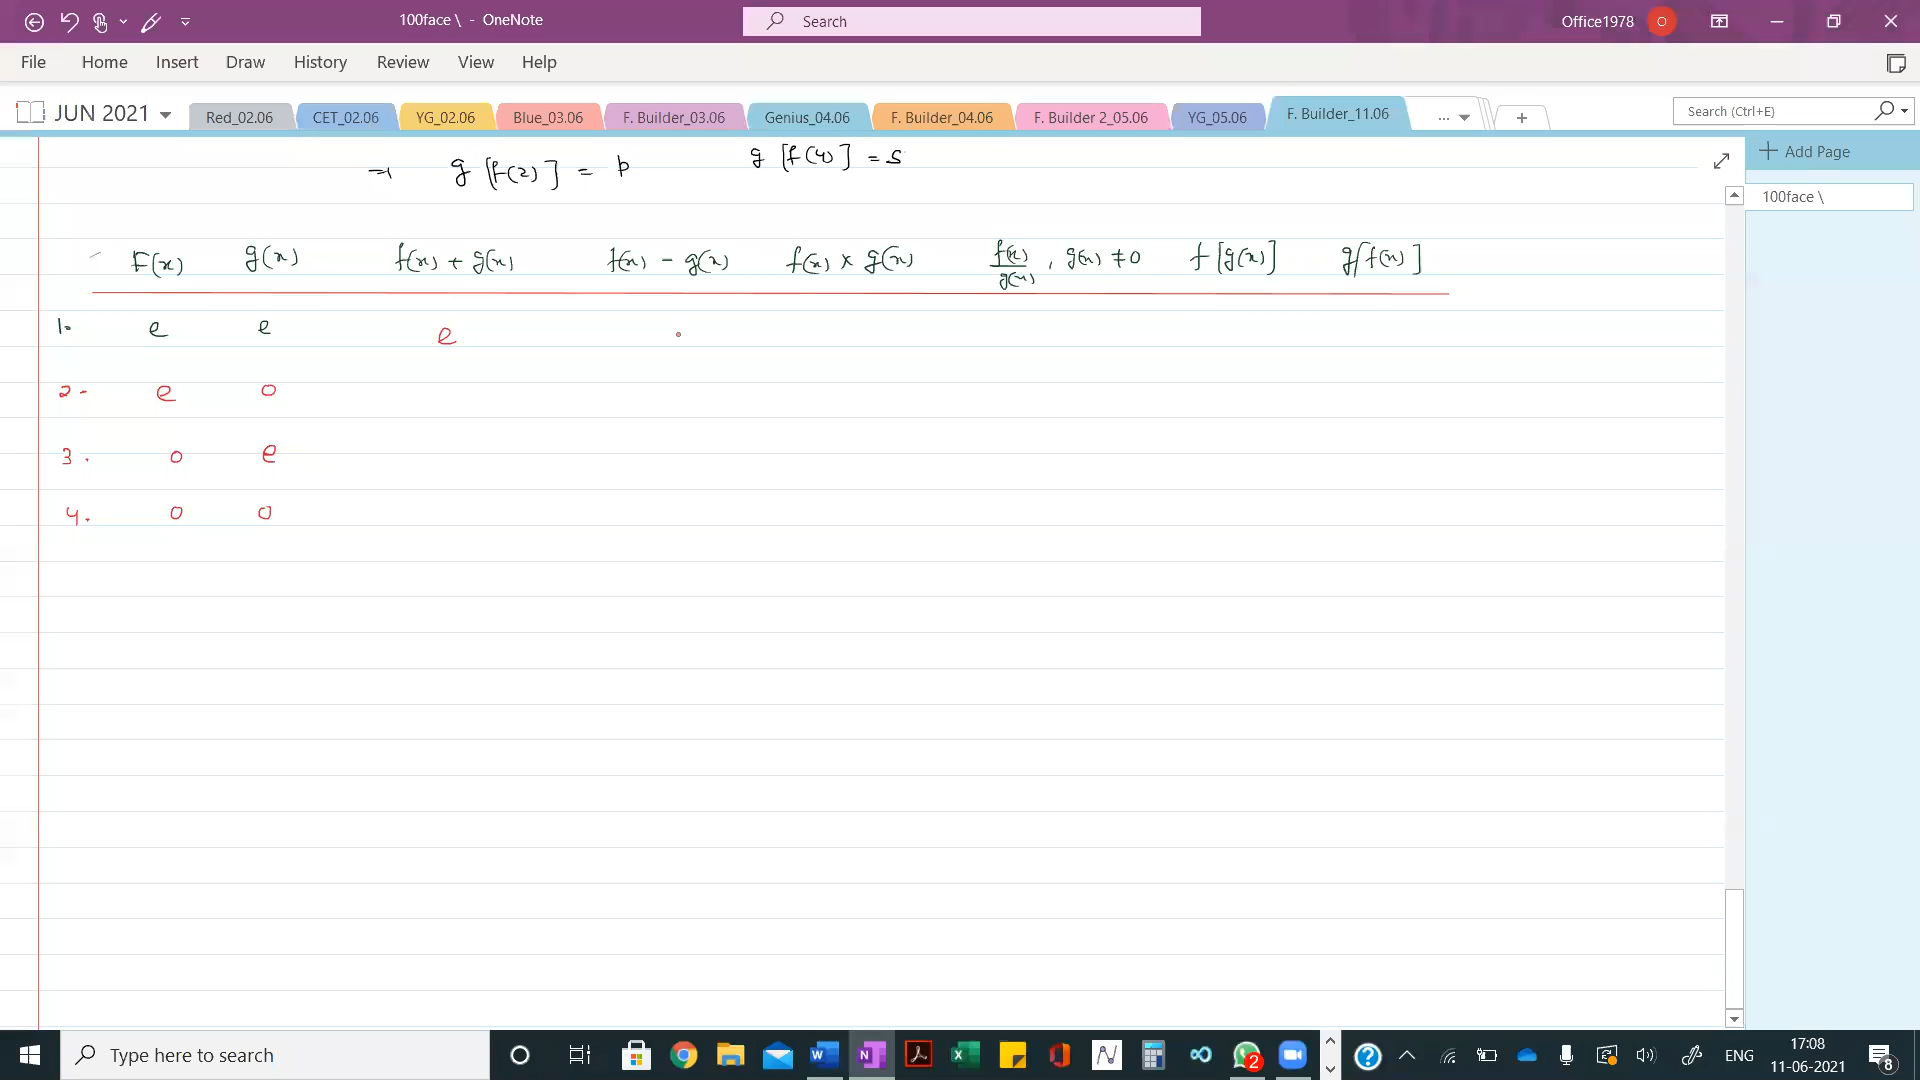 100face \ - OneNote
Search
Office1978
O
File Home Insert Draw History Review View Help
JUN 2021
Red_02.06 CET_02.06 YG_02.06 Blue_03.06 F. Builder_03.06 Genius_04.06 F. Builder_04.06 F. Builder 2_05.06 YG_05.06 F. Builder_11.06 ... +
Search (Ctrl+E)
Add Page
100face \
⇒ g[f(2)] = p g[f(4)] = s
F(x) g(x) f(x) + g(x) f(x) - g(x) f(x) × g(x) f(x)/g(x), g(x) ≠ 0 f[g(x)] g[f(x)]
1. e e e
2. e o
3. o e
4. o o
Type here to search
2
ENG
17:08
11-06-2021
8